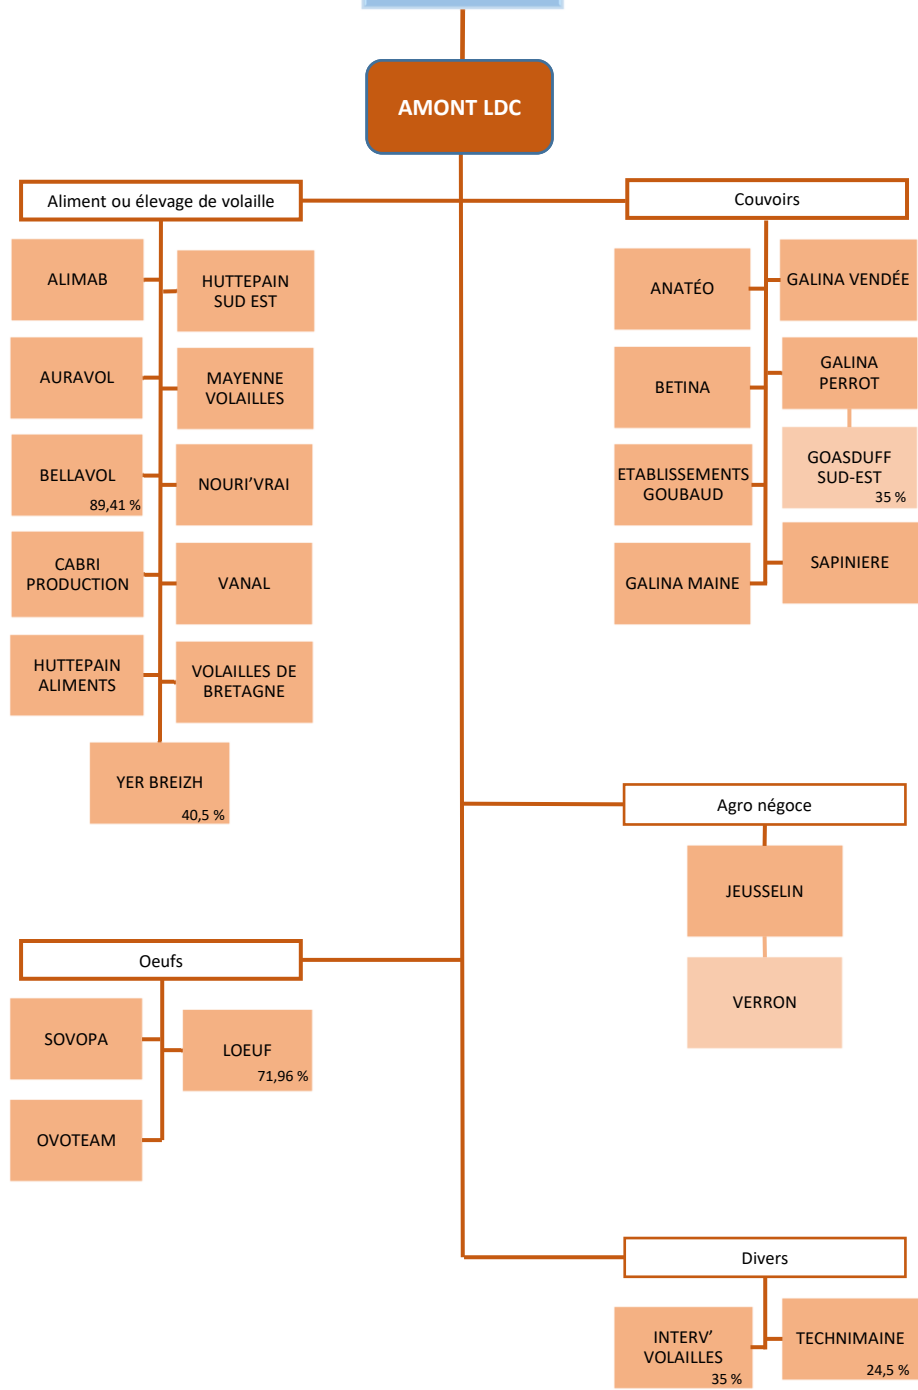 AMONT LDC
Aliment ou élevage de volaille
ALIMAB
HUTTEPAIN
SUD EST
AURAVOL
MAYENNE
VOLAILLES
BELLAVOL
89,41 %
NOURI’VRAI
CABRI
PRODUCTION
VANAL
HUTTEPAIN
ALIMENTS
VOLAILLES DE
BRETAGNE
YER BREIZH
40,5 %
Couvoirs
ANATÉO
GALINA VENDÉE
BETINA
GALINA
PERROT
ETABLISSEMENTS
GOUBAUD
GOASDUFF
SUD-EST
35 %
GALINA MAINE
SAPINIERE
Agro négoce
JEUSSELIN
VERRON
Oeufs
SOVOPA
LOEUF
71,96 %
OVOTEAM
Divers
INTERV’
VOLAILLES
35 %
TECHNIMAINE
24,5 %